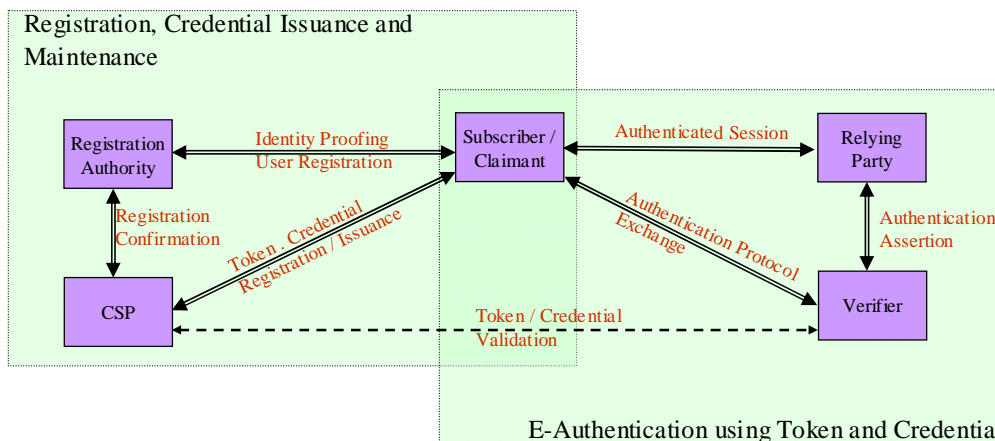 Registration, Credential Issuance and
Maintenance
Registration
Authority
Identity Proofing
User Registration
Subscriber /
Claimant
Authenticated Session
Relying
Party
Registration
Confirmation
Token . Credential
Registration / Issuance
Authentication Protocol
Exchange
Authentication
Assertion
CSP
Token / Credential
Validation
Verifier
E-Authentication using Token and Credentia